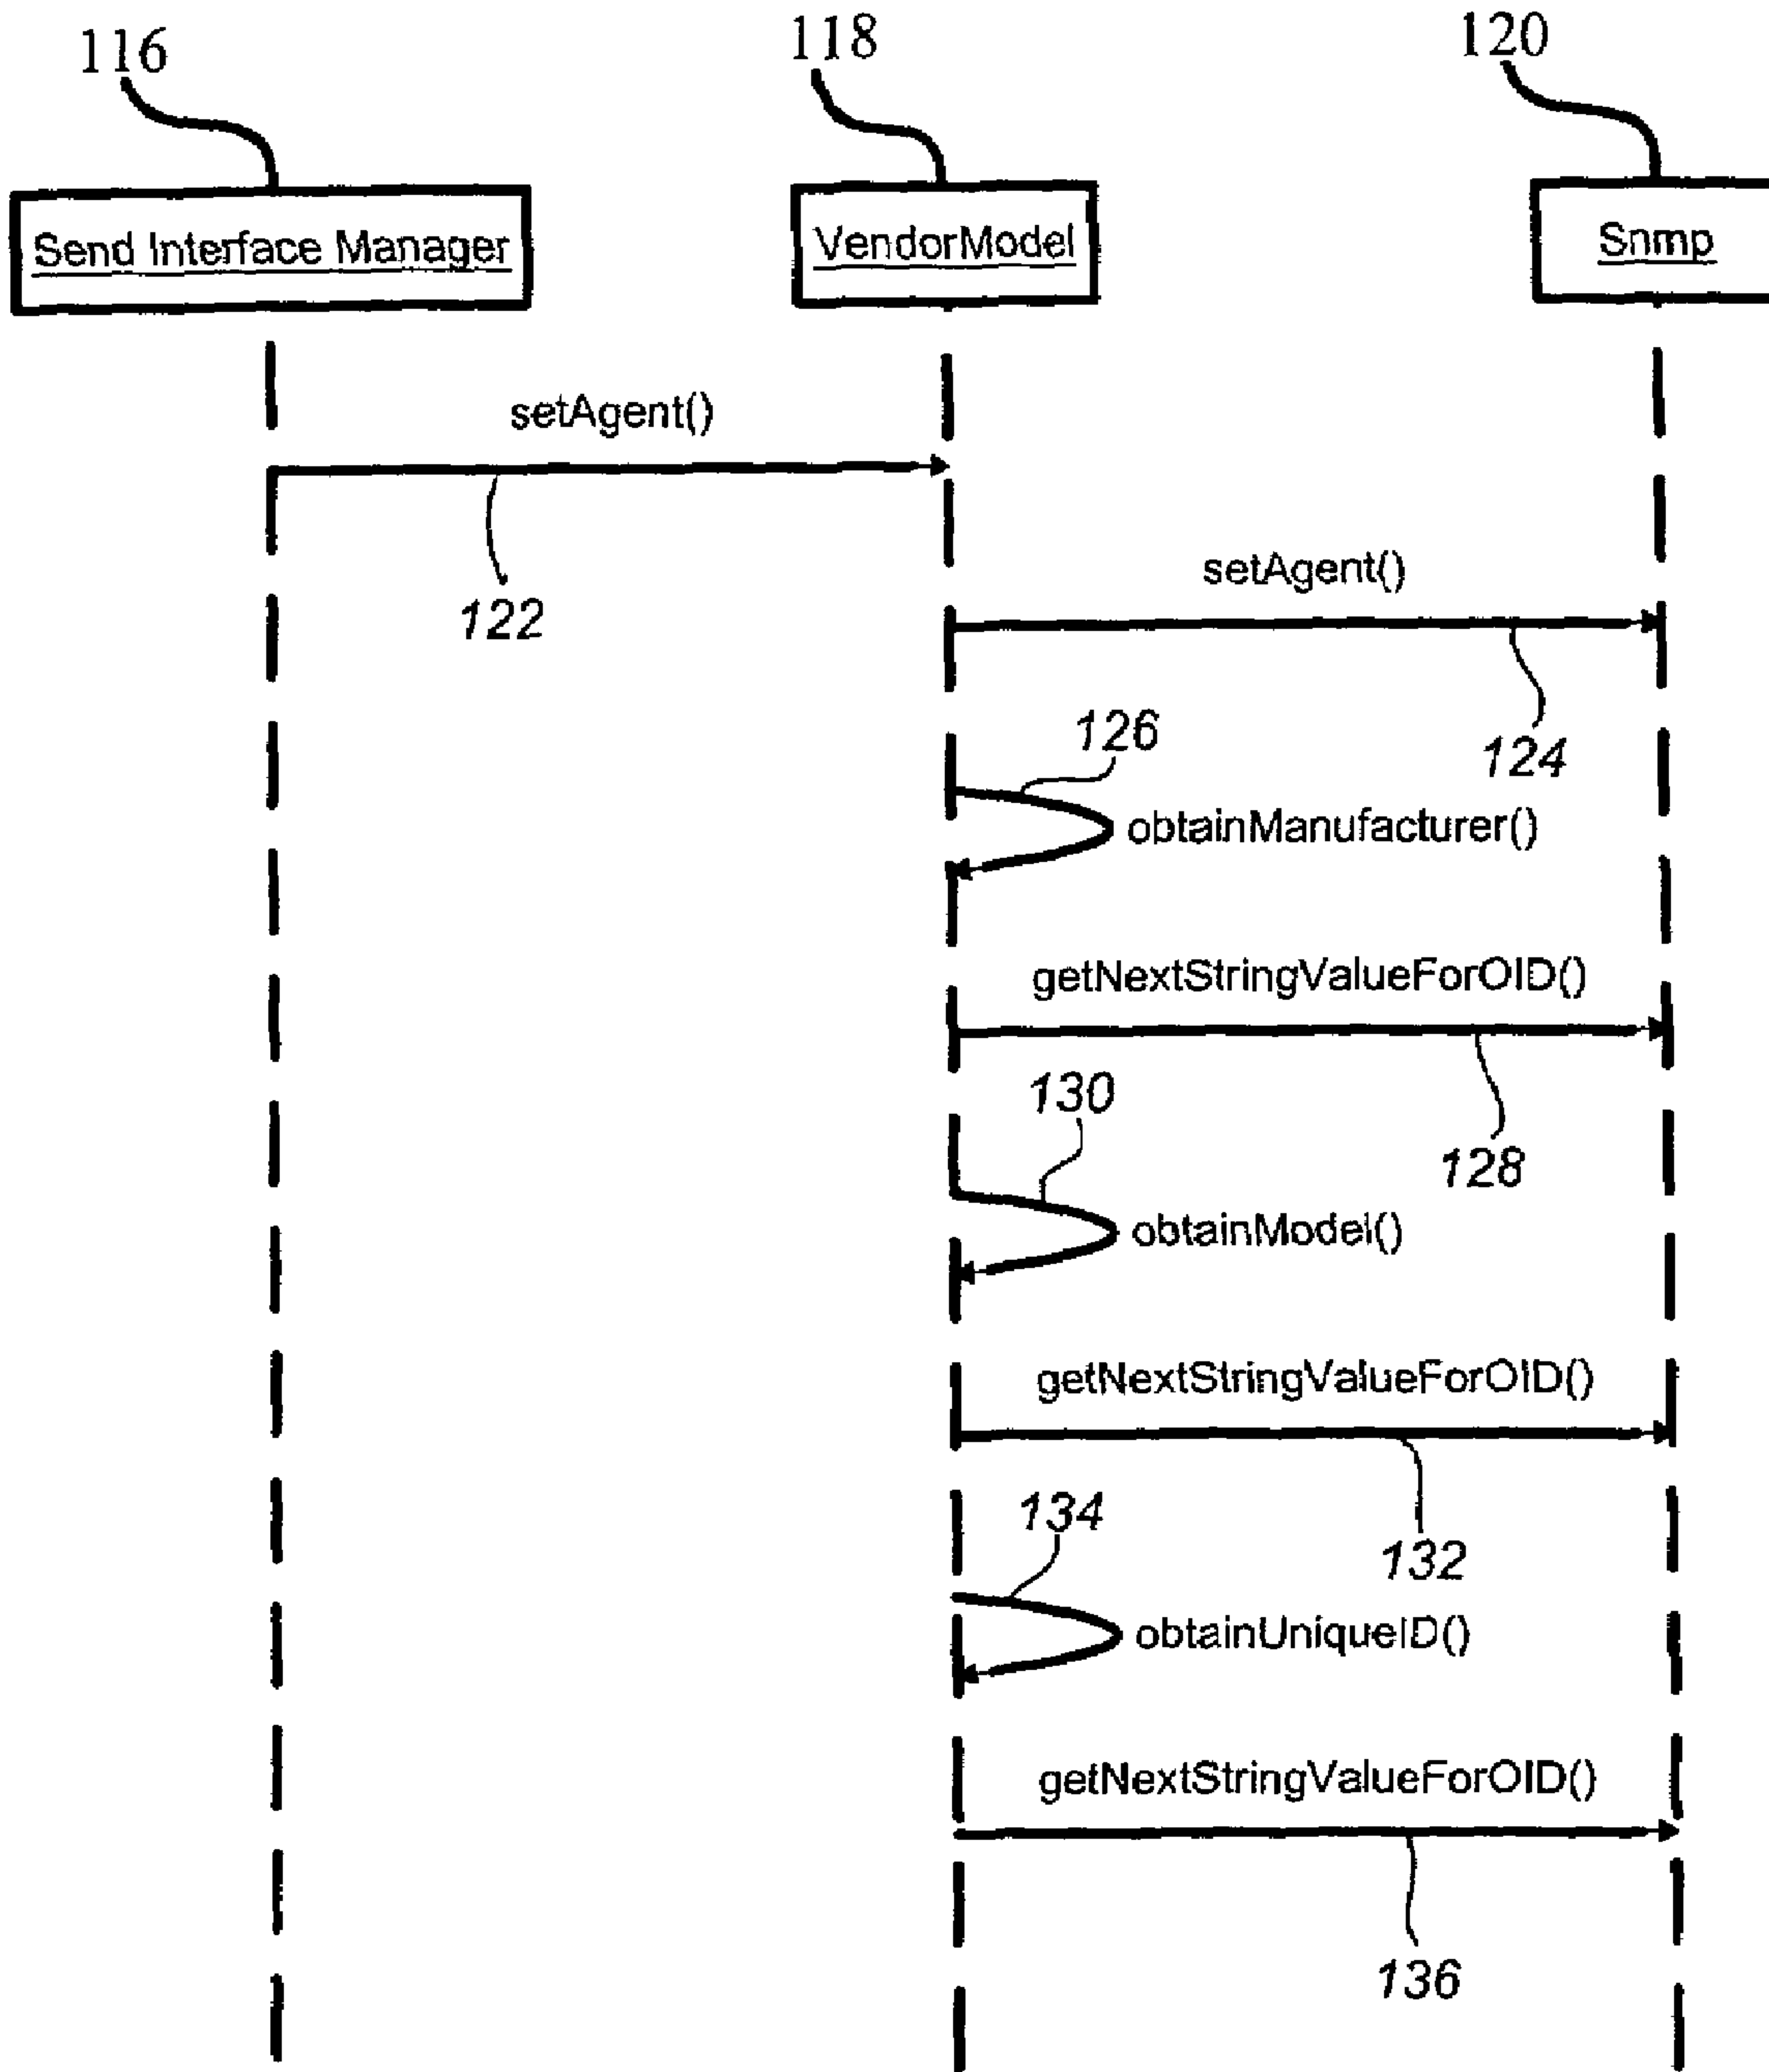 116
118
120
Send Interface Manager
VendorModel
Snmp
setAgent()
122
setAgent()
124
126
obtainManufacturer()
getNextStringValueForOID()
128
130
obtainModel()
getNextStringValueForOID()
132
134
obtainUniqueID()
getNextStringValueForOID()
136